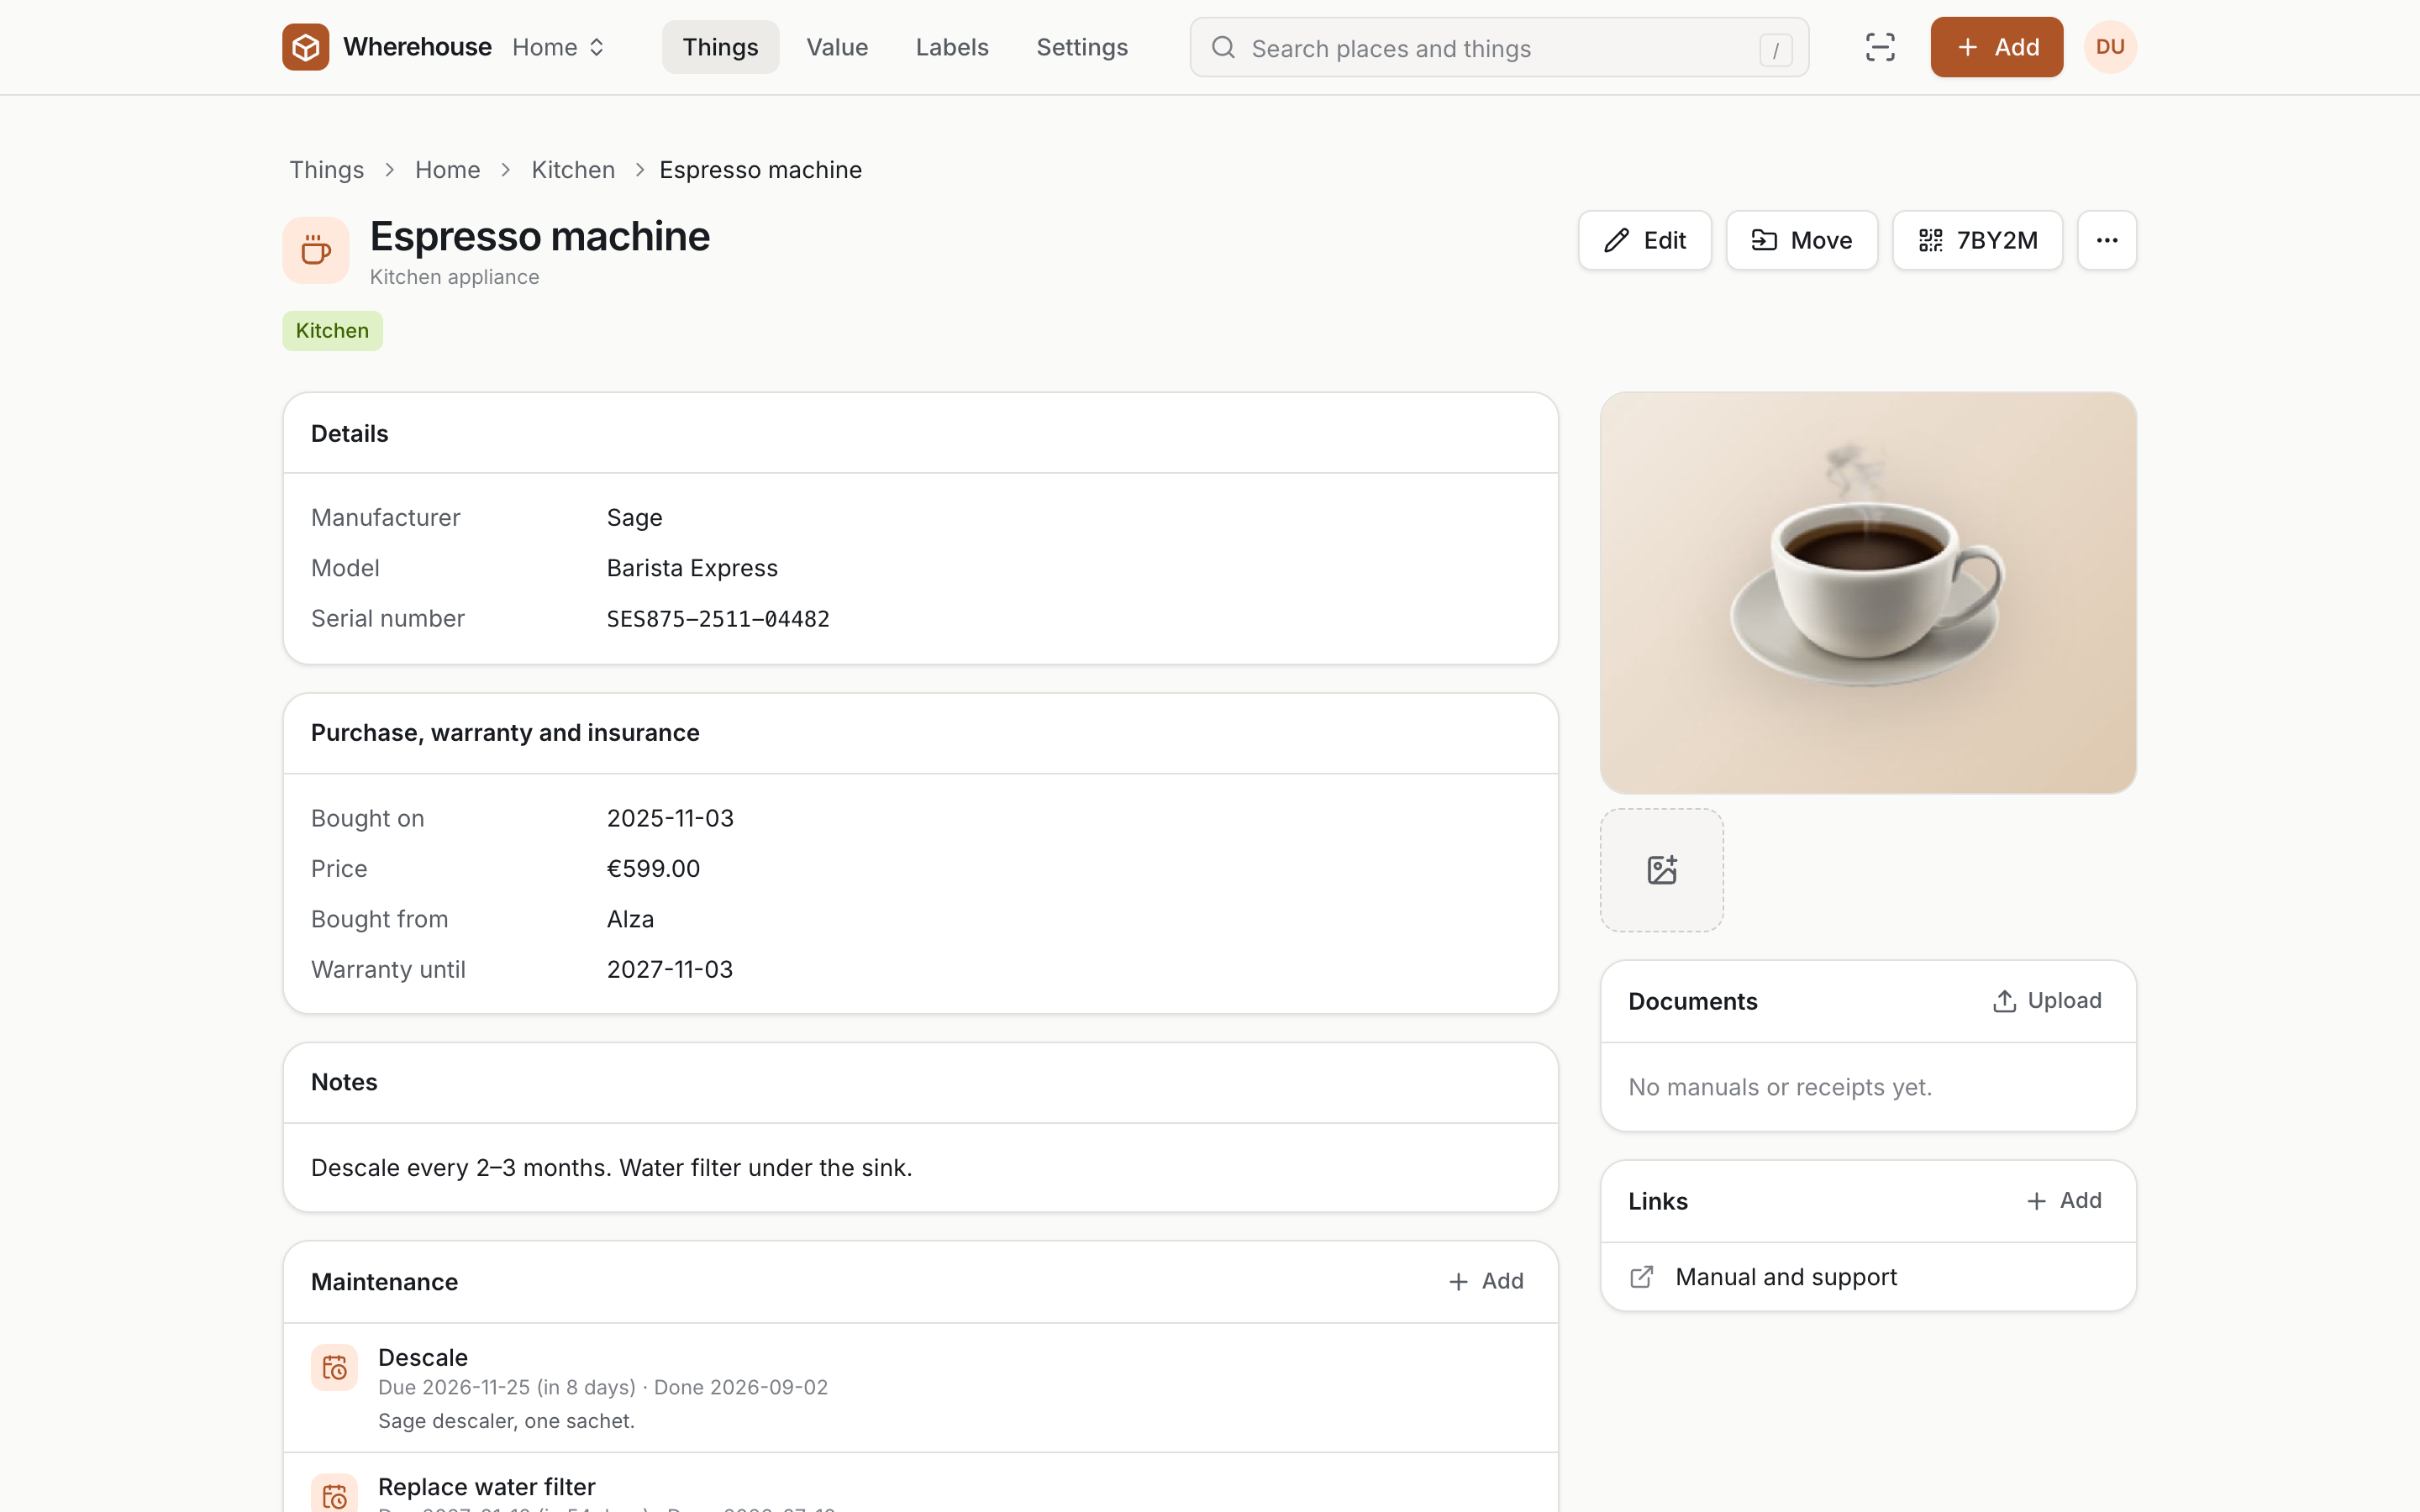 Wherehouse Home Things Value Labels Settings Search places and things / + Add DU
Things > Home > Kitchen > Espresso machine
Espresso machine
Kitchen appliance
Edit Move 7BY2M ...
Kitchen
Details
Manufacturer Sage
Model Barista Express
Serial number SES875-2511-04482
Purchase, warranty and insurance
Bought on 2025-11-03
Price €599.00
Bought from Alza
Warranty until 2027-11-03
Notes
Descale every 2–3 months. Water filter under the sink.
Maintenance + Add
Descale
Due 2026-11-25 (in 8 days) · Done 2026-09-02
Sage descaler, one sachet.
Replace water filter
Documents Upload
No manuals or receipts yet.
Links + Add
Manual and support